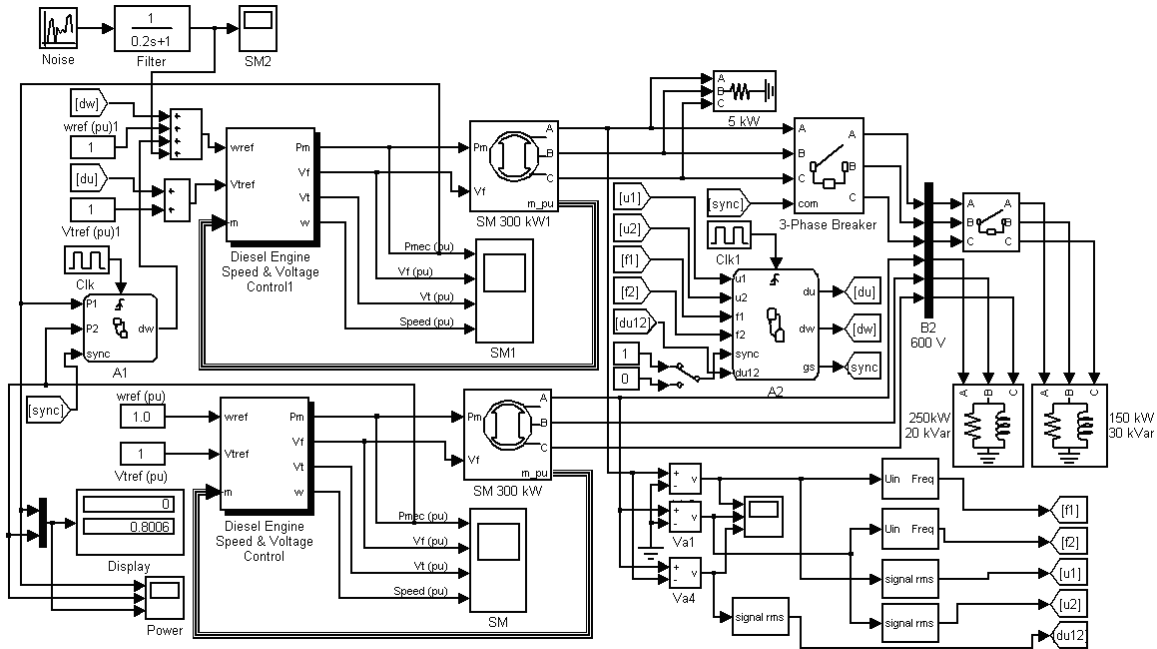 1
0.2s+1
Noise
Filter
SM2
[dw]
wref (pu)1
1
[du]
1
Vtref (pu)1
Clk
P1
P2
sync
dw
A1
[sync]
wref
Vtref
m
Pm
Vf
Vt
w
Diesel Engine
Speed & Voltage
Control1
Pm
Vf
A
B
C
m_pu
SM 300 kW1
Pmec (pu)
Vf (pu)
Vt (pu)
Speed (pu)
SM1
A
B
C
5 kW
A
B
C
com
A
B
C
3-Phase Breaker
[sync]
[u1]
[u2]
[f1]
[f2]
[du12]
1
0
Clk1
u1
u2
f1
f2
sync
du12
du
dw
gs
A2
[du]
[dw]
[sync]
B2
600 V
A
B
C
A
B
C
A
B
C
250kW
20 kVar
A
B
C
150 kW
30 kVar
wref (pu)
1.0
1
Vtref (pu)
wref
Vtref
m
Pm
Vf
Vt
w
Diesel Engine
Speed & Voltage
Control
Pm
Vf
A
B
C
m_pu
SM 300 kW
Pmec (pu)
Vf (pu)
Vt (pu)
Speed (pu)
SM
0
0.8006
Display
Power
+
-
v
+
-
v
Va1
+
-
v
Va4
Uin Freq
Uin Freq
signal rms
signal rms
signal rms
[f1]
[f2]
[u1]
[u2]
[du12]